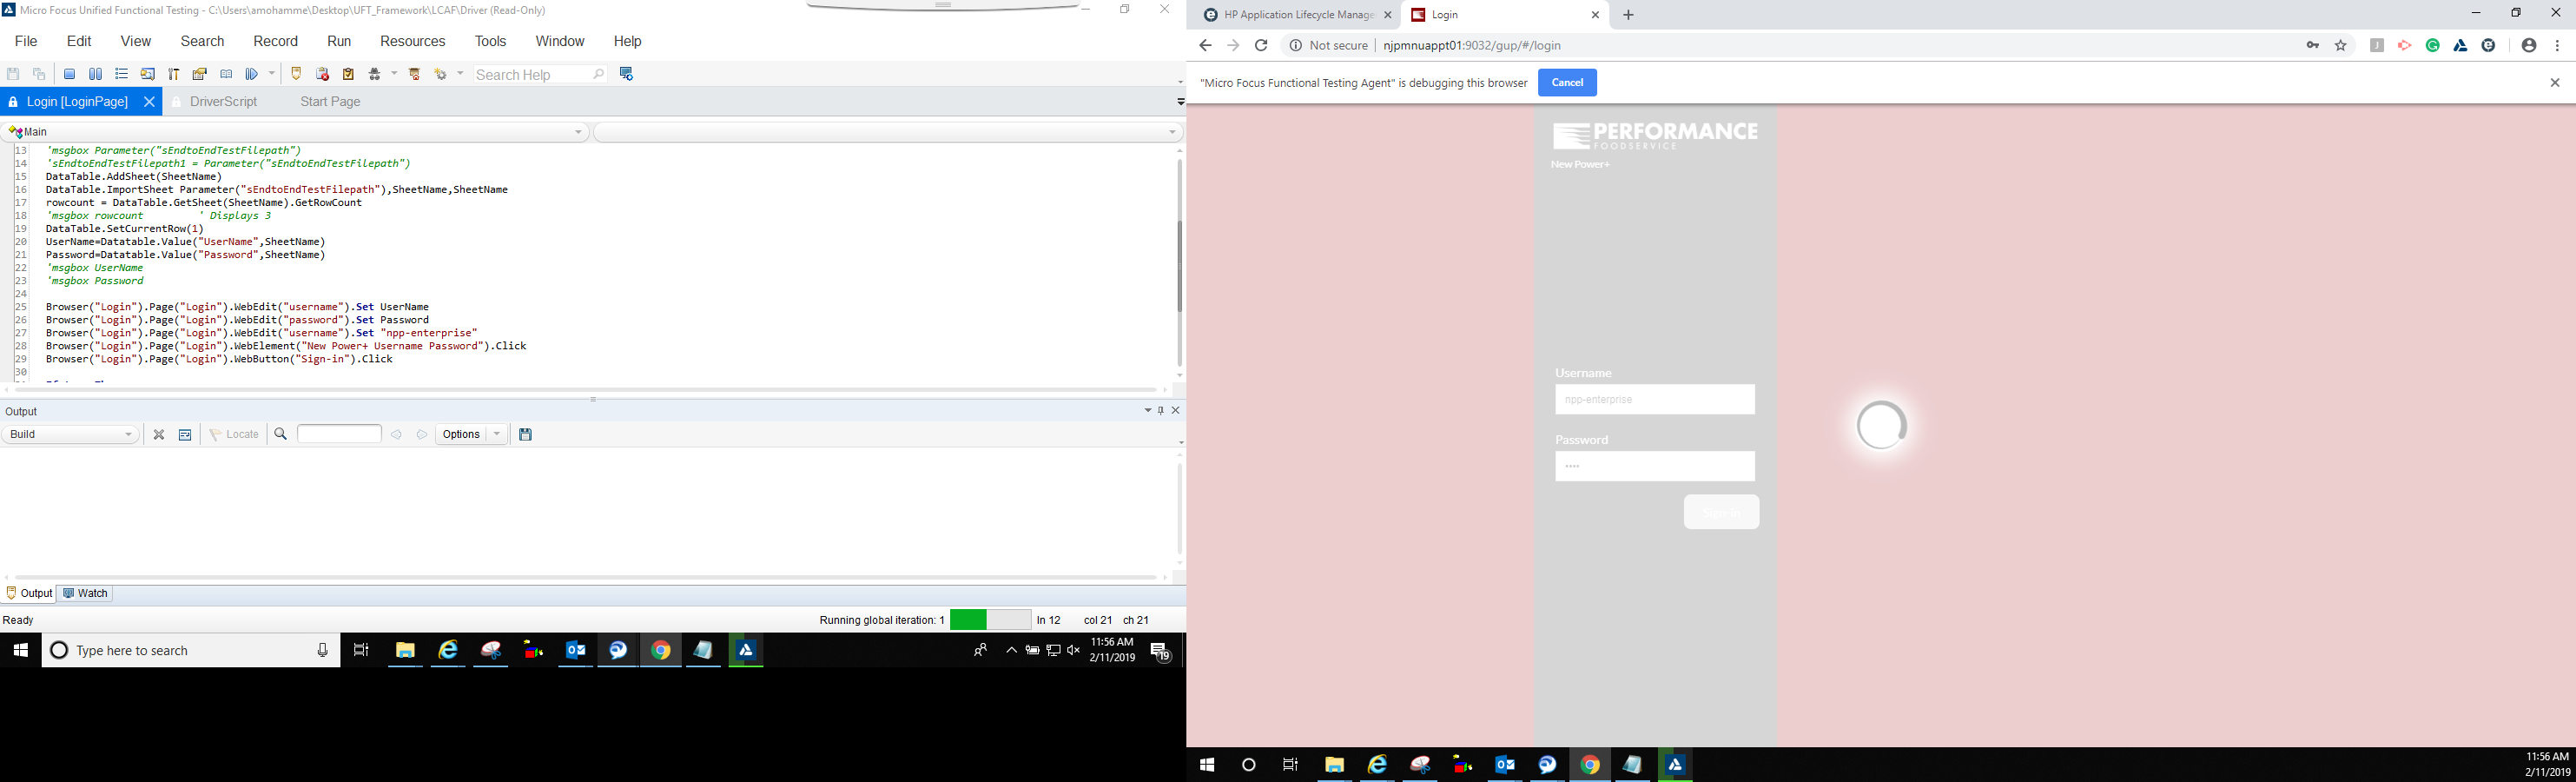 Micro Focus Unified Functional Testing - C:\Users\amohamme\Desktop\UFT_Framework\LCAF\Driver (Read-Only)
File Edit View Search Record Run Resources Tools Window Help
Search Help
Login [LoginPage] DriverScript Start Page
Main
13 'msgbox Parameter("sEndtoEndTestFilepath")
14 'sEndtoEndTestFilepath1 = Parameter("sEndtoEndTestFilepath")
15 DataTable.AddSheet(SheetName)
16 DataTable.ImportSheet Parameter("sEndtoEndTestFilepath"),SheetName,SheetName
17 rowcount = DataTable.GetSheet(SheetName).GetRowCount
18 'msgbox rowcount ' Displays 3
19 DataTable.SetCurrentRow(1)
20 UserName=Datatable.Value("UserName",SheetName)
21 Password=Datatable.Value("Password",SheetName)
22 'msgbox UserName
23 'msgbox Password
24
25 Browser("Login").Page("Login").WebEdit("username").Set UserName
26 Browser("Login").Page("Login").WebEdit("password").Set Password
27 Browser("Login").Page("Login").WebEdit("username").Set "npp-enterprise"
28 Browser("Login").Page("Login").WebElement("New Power+ Username Password").Click
29 Browser("Login").Page("Login").WebButton("Sign-in").Click
30
Output
Build Locate Options
Output Watch
Ready Running global iteration: 1 ln 12 col 21 ch 21
Type here to search
11:56 AM
2/11/2019
19
HP Application Lifecycle Manage Login
Not secure njpmnuappt01:9032/gup/#/login
"Micro Focus Functional Testing Agent" is debugging this browser Cancel
PERFORMANCE
FOODSERVICE
New Power+
Username
npp-enterprise
Password
••••
Sign-in
11:56 AM
2/11/2019